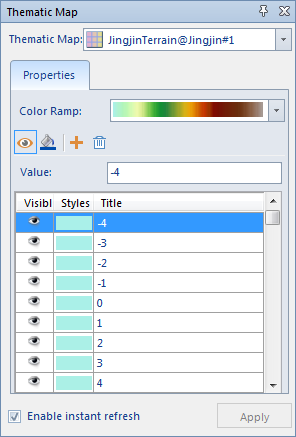 Thematic Map
Thematic Map: JingjinTerrain@Jingjin#1
Properties
Color Ramp:
Value: -4
Visibl Styles Title
-4
-3
-2
-1
0
1
2
3
4
Enable instant refresh Apply